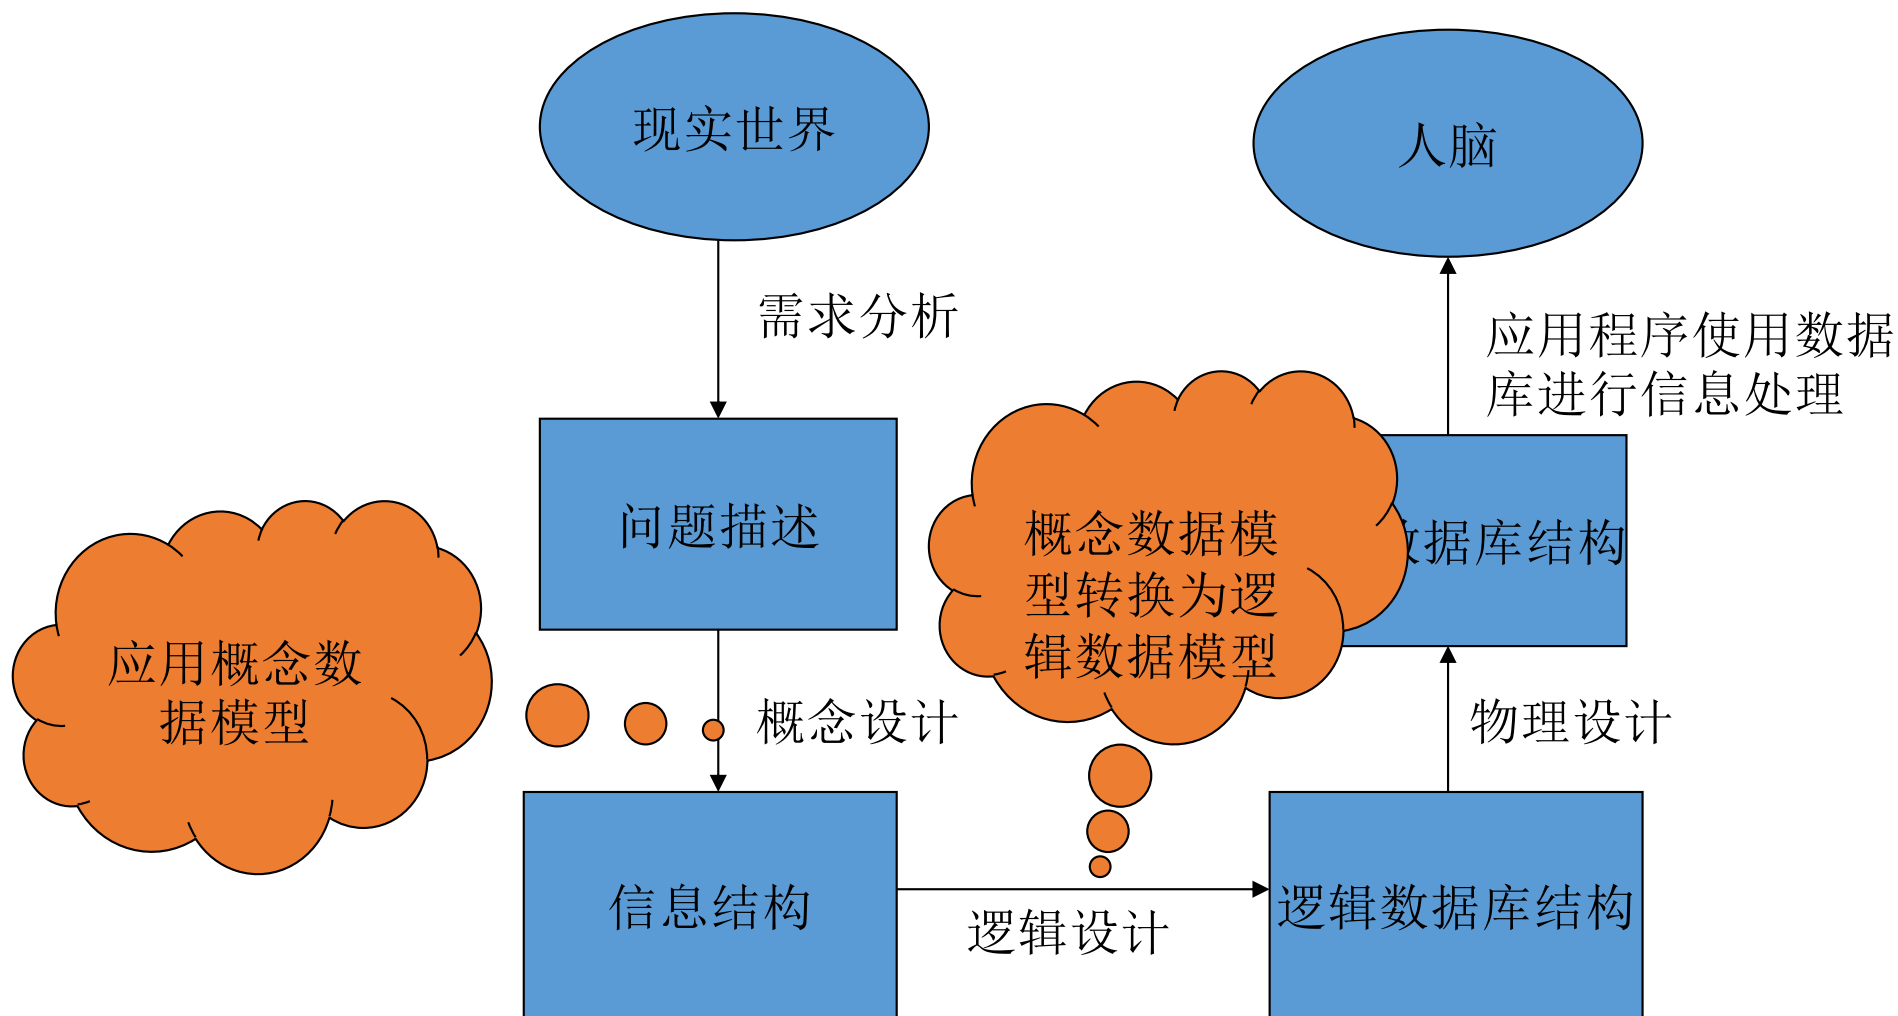 现实世界
人脑
需求分析
应用程序使用数据
库进行信息处理
问题描述
概念数据模
型转换为逻
辑数据模型
数据库结构
应用概念数
据模型
概念设计
物理设计
信息结构
逻辑设计
逻辑数据库结构